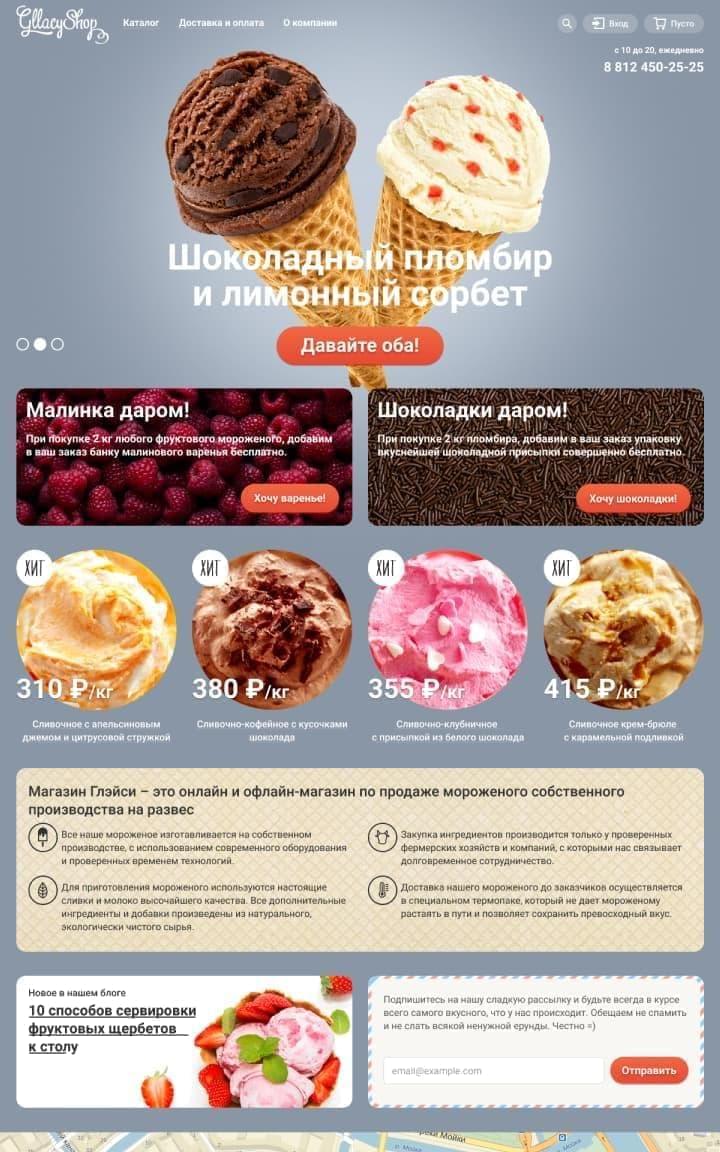 GllacyShop
Каталог
Доставка и оплата
О компании
Вход
Пусто
с 10 до 20, ежедневно
8 812 450-25-25
Шоколадный пломбир
и лимонный сорбет
Давайте оба!
Малинка даром!
При покупке 2 кг любого фруктового мороженого, добавим
в ваш заказ банку малинового варенья бесплатно.
Хочу варенье!
Шоколадки даром!
При покупке 2 кг пломбира, добавим в ваш заказ упаковку
вкуснейшей шоколадной присыпки совершенно бесплатно.
Хочу шоколадки!
ХИТ
310 ₽/кг
Сливочное с апельсиновым
джемом и цитрусовой стружкой
ХИТ
380 ₽/кг
Сливочно-кофейное с кусочками
шоколада
ХИТ
355 ₽/кг
Сливочно-клубничное
с присыпкой из белого шоколада
ХИТ
415 ₽/кг
Сливочное крем-брюле
с карамельной подливкой
Магазин Глэйси – это онлайн и офлайн-магазин по продаже мороженого собственного
производства на развес
Все наше мороженое изготавливается на собственном
производстве, с использованием современного оборудования
и проверенных временем технологий.
Закупка ингредиентов производится только у проверенных
фермерских хозяйств и компаний, с которыми нас связывает
долговременное сотрудничество.
Для приготовления мороженого используются настоящие
сливки и молоко высочайшего качества. Все дополнительные
ингредиенты и добавки произведены из натурального,
экологически чистого сырья.
Доставка нашего мороженого до заказчиков осуществляется
в специальном термопаке, который не дает мороженому
растаять в пути и позволяет сохранить превосходный вкус.
Новое в нашем блоге
10 способов сервировки
фруктовых щербетов
к столу
Подпишитесь на нашу сладкую рассылку и будьте всегда в курсе
всего самого вкусного, что у нас происходит. Обещаем не спамить
и не слать всякой ненужной ерунды. Честно =)
email@example.com
Отправить
реки Мойки